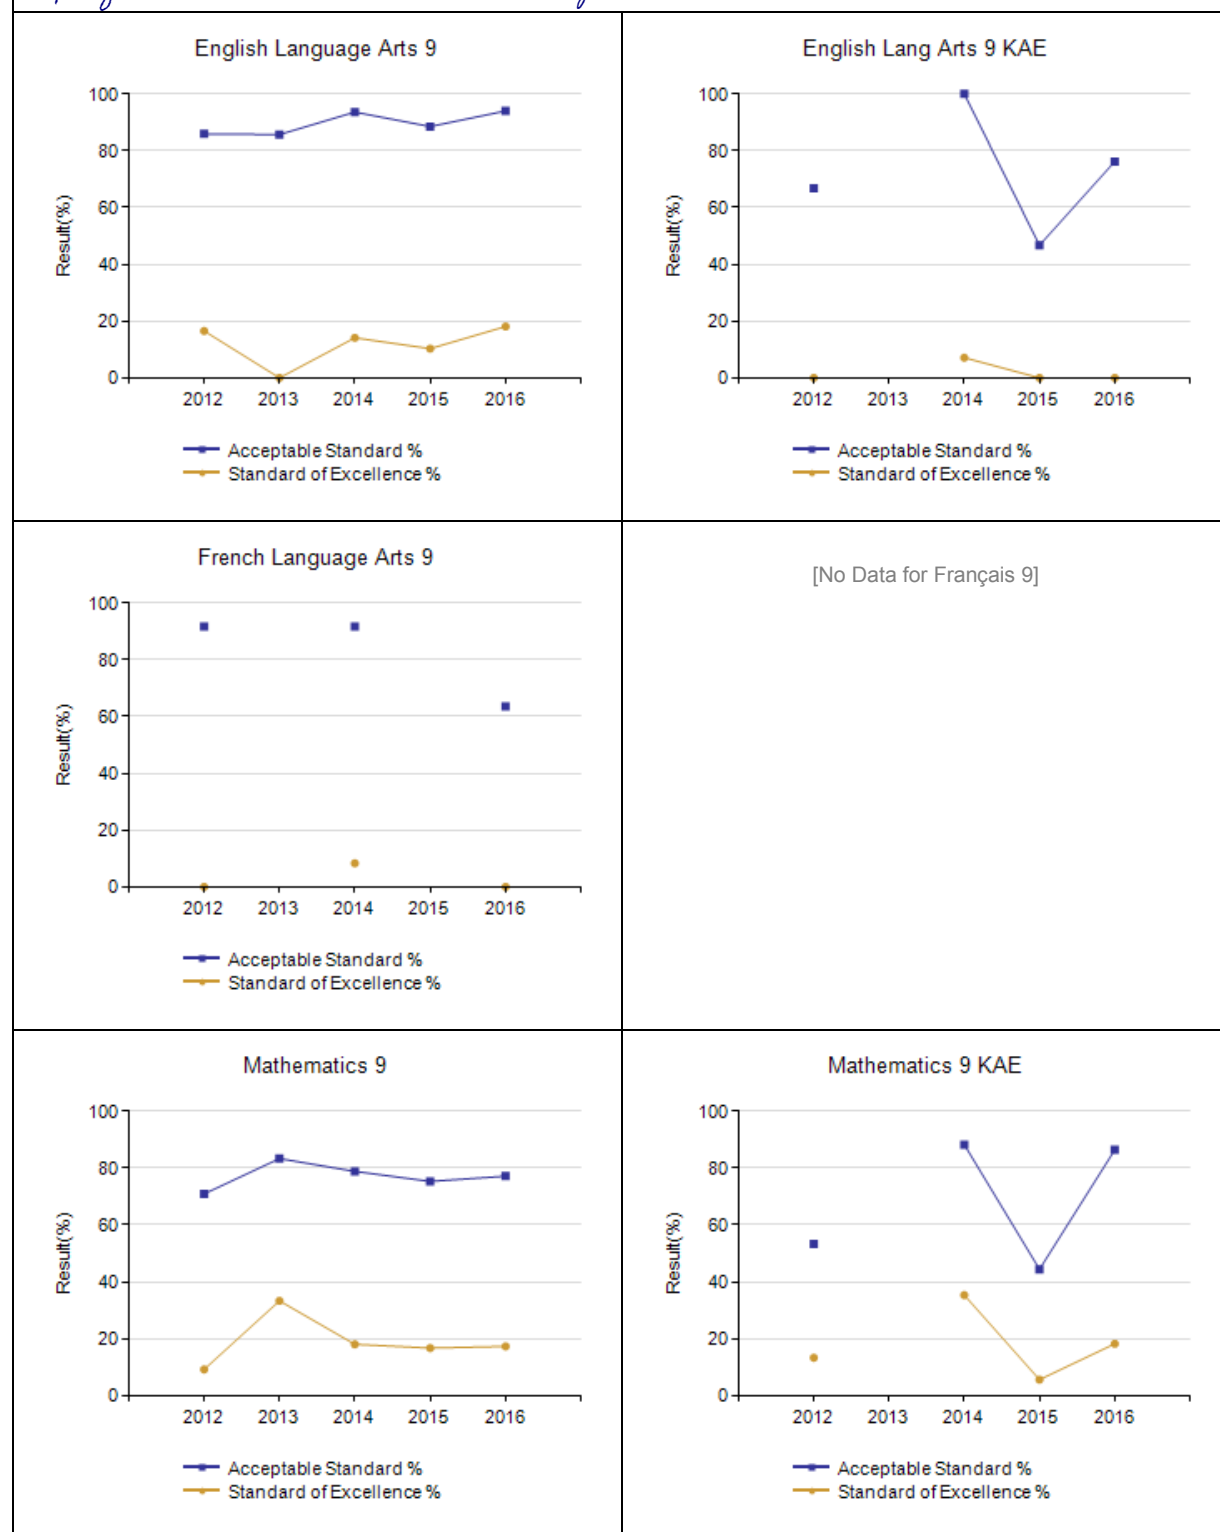 English Language Arts 9
100
80
60
40
20
0
Result(%)
2012 2013 2014 2015 2016
Acceptable Standard %
Standard of Excellence %
English Lang Arts 9 KAE
100
80
60
40
20
0
Result(%)
2012 2013 2014 2015 2016
Acceptable Standard %
Standard of Excellence %
French Language Arts 9
100
80
60
40
20
0
Result(%)
2012 2013 2014 2015 2016
Acceptable Standard %
Standard of Excellence %
[No Data for Français 9]
Mathematics 9
100
80
60
40
20
0
Result(%)
2012 2013 2014 2015 2016
Acceptable Standard %
Standard of Excellence %
Mathematics 9 KAE
100
80
60
40
20
0
Result(%)
2012 2013 2014 2015 2016
Acceptable Standard %
Standard of Excellence %